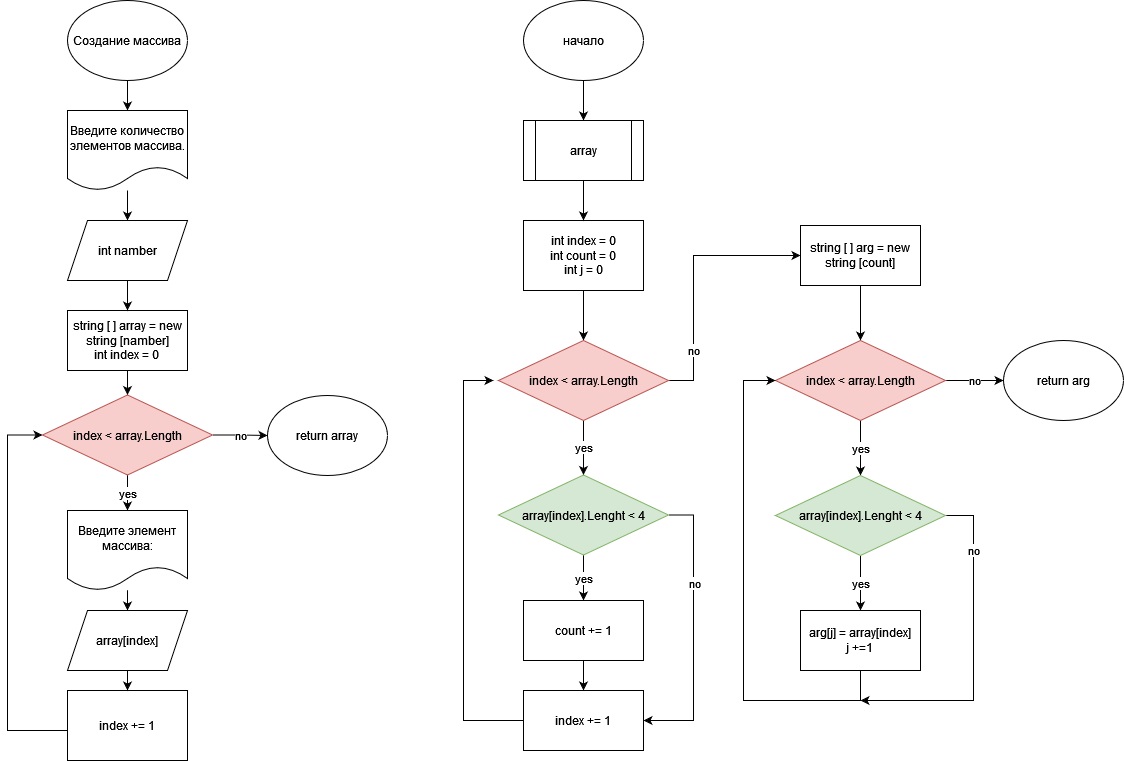 Создание массива
Введите количество
элементов массива.
int namber
string [ ] array = new
string [namber]
int index = 0
index < array.Length
no
return array
yes
Введите элемент
массива:
array[index]
index += 1
начало
array
int index = 0
int count = 0
int j = 0
index < array.Length
no
yes
array[index].Lenght < 4
no
yes
count += 1
index += 1
string [ ] arg = new
string [count]
index < array.Length
no
return arg
yes
array[index].Lenght < 4
no
yes
arg[j] = array[index]
j +=1